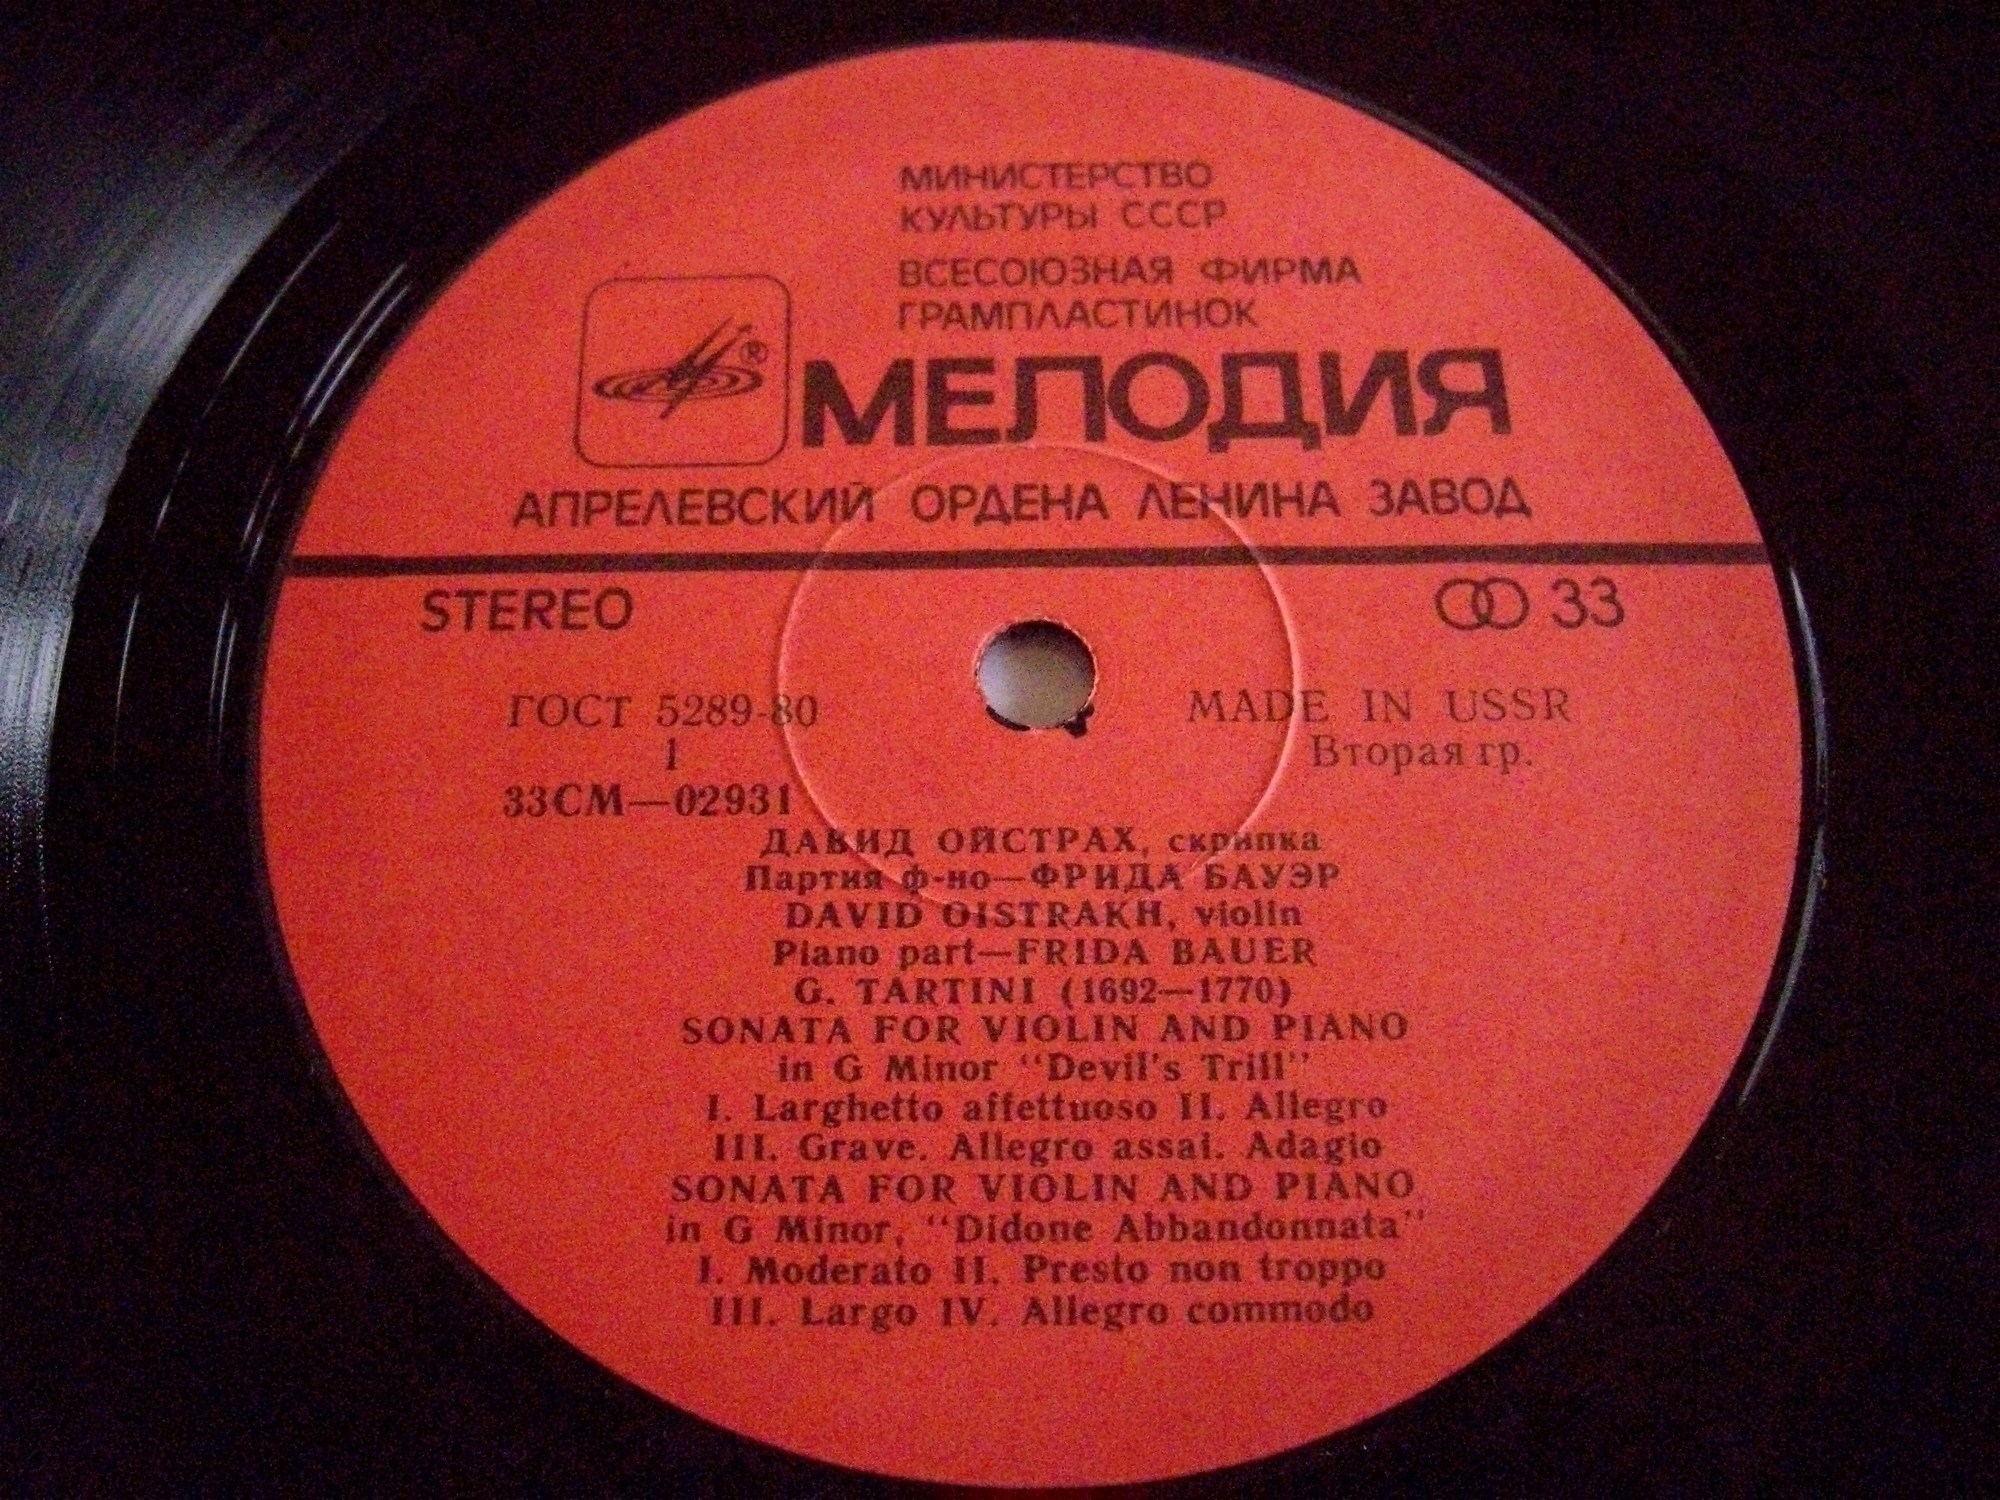 МИНИСТЕРСТВО
КУЛЬТУРЫ СССР
ВСЕСОЮЗНАЯ ФИРМА
ГРАМПЛАСТИНОК
®
МЕЛОДИЯ
АПРЕЛЕВСКИЙ ОРДЕНА ЛЕНИНА ЗАВОД
STEREO
33
ГОСТ 5289-80
MADE IN USSR
1
Вторая гр.
33СМ—02931
ДАВИД ОЙСТРАХ, скрипка
Партия ф-но—ФРИДА БАУЭР
DAVID OISTRAKH, violin
Piano part—FRIDA BAUER
G. TARTINI (1692—1770)
SONATA FOR VIOLIN AND PIANO
in G Minor "Devil's Trill"
I. Larghetto affettuoso II. Allegro
III. Grave. Allegro assai. Adagio
SONATA FOR VIOLIN AND PIANO
in G Minor, "Didone Abbandonnata"
I. Moderato II. Presto non troppo
III. Largo IV. Allegro commodo